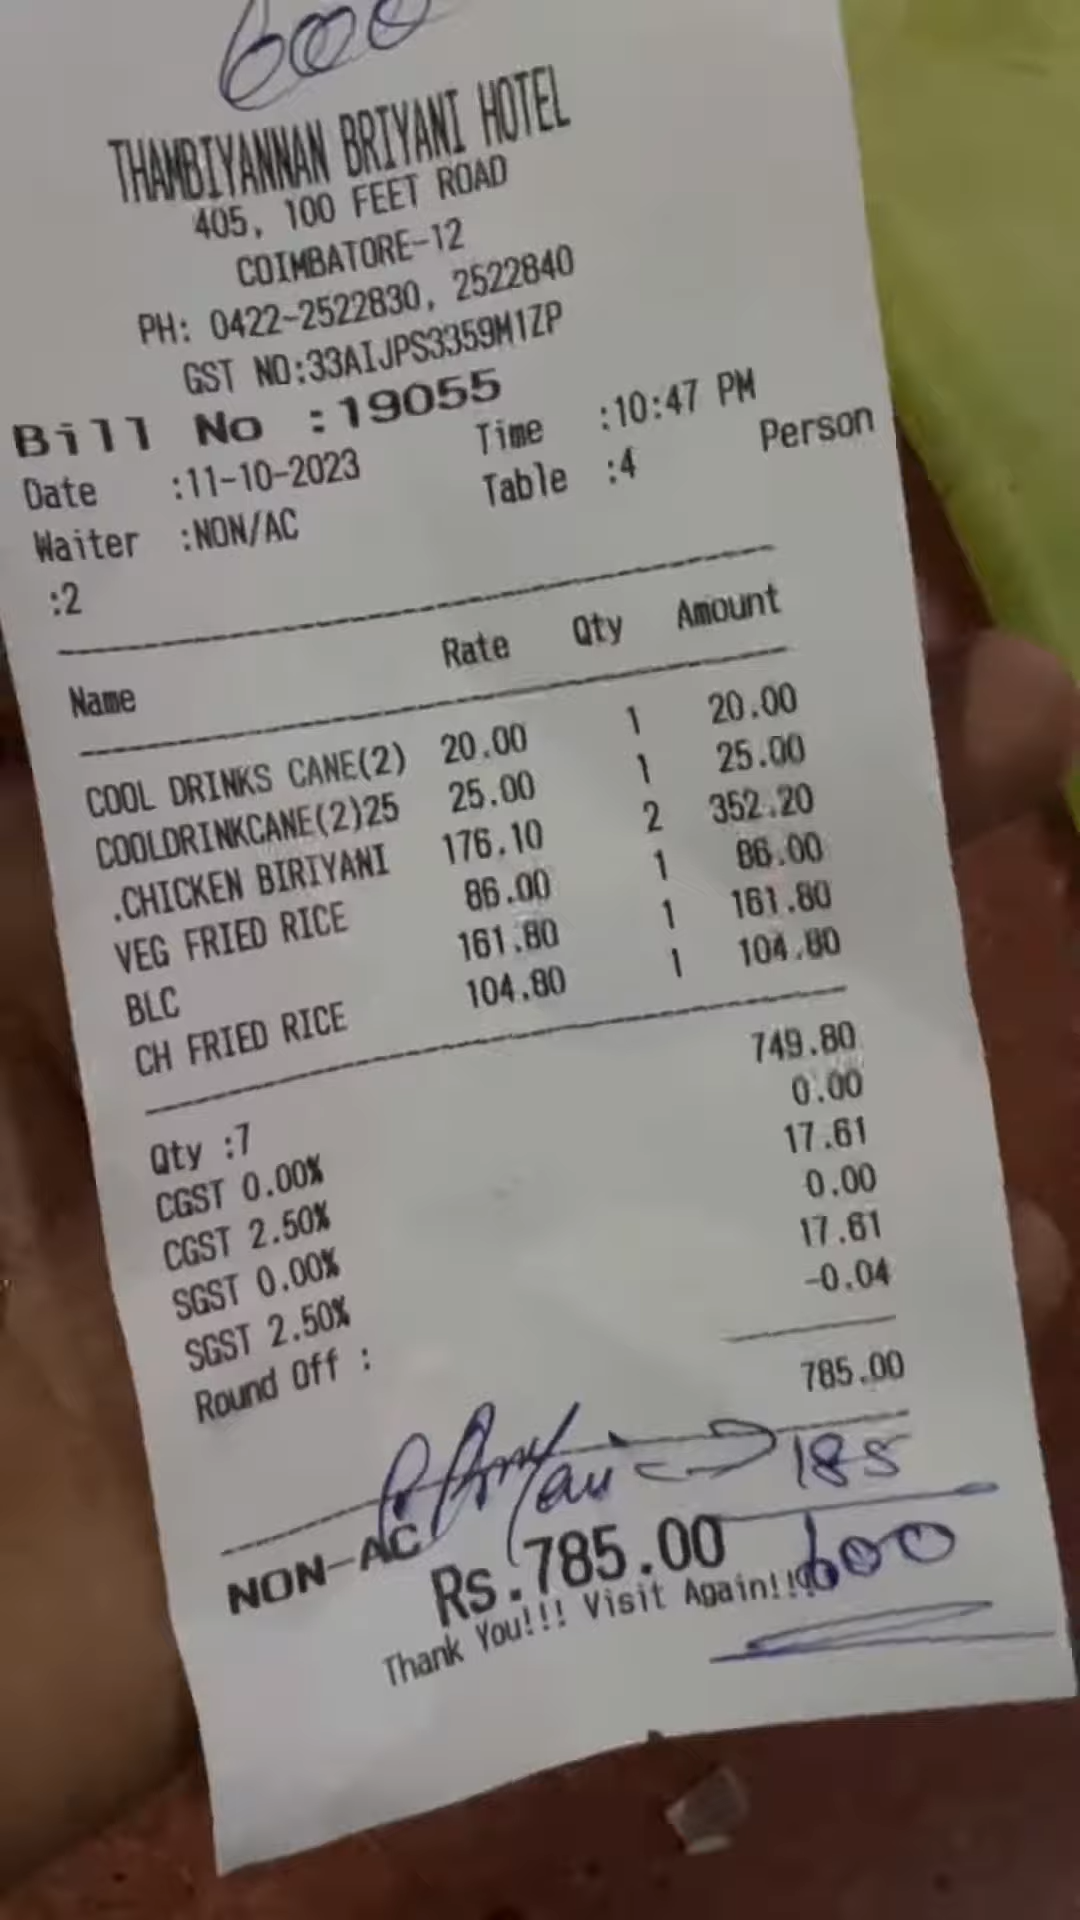 600
THAMBIYANNAN BRIYANI HOTEL
405, 100 FEET ROAD
COIMBATORE-12
PH: 0422-2522830, 2522840
GST NO:33AIJPS3359M1ZP
Bill No :19055
Date :11-10-2023 Time :10:47 PM
Waiter :NON/AC Table :4 Person
:2
Name Rate Qty Amount
COOL DRINKS CANE(2) 20.00 1 20.00
COOLDRINKCANE(2)25 25.00 1 25.00
.CHICKEN BIRIYANI 176.10 2 352.20
VEG FRIED RICE 86.00 1 86.00
BLC 161.80 1 161.80
CH FRIED RICE 104.80 1 104.80
Qty :7 749.80
CGST 0.00% 0.00
CGST 2.50% 17.61
SGST 0.00% 0.00
SGST 2.50% 17.61
Round Off : -0.04
785.00
185
NON-AC
Rs.785.00 600
Thank You!!! Visit Again!!!